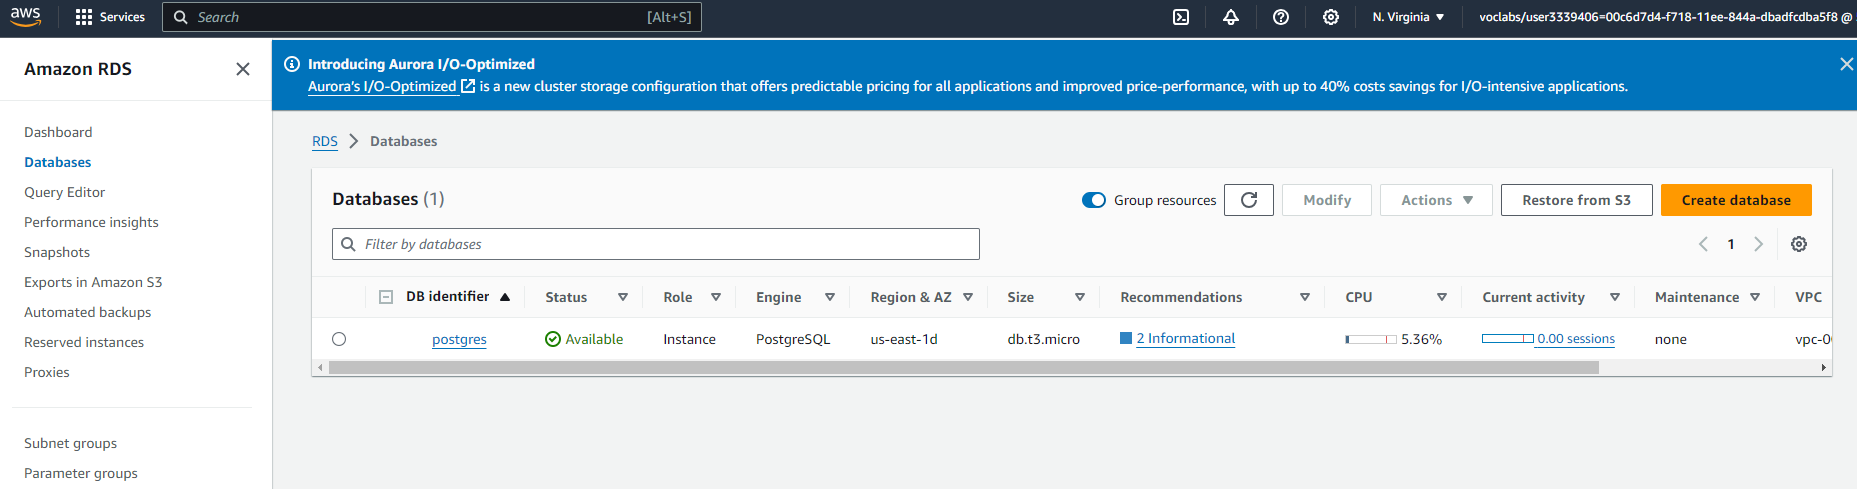 aws
Services
Search
[Alt+S]
N. Virginia
voclabs/user3339406=00c6d7d4-f718-11ee-844a-dbadfcdba5f8 @
Amazon RDS
Introducing Aurora I/O-Optimized
Aurora's I/O-Optimized is a new cluster storage configuration that offers predictable pricing for all applications and improved price-performance, with up to 40% costs savings for I/O-intensive applications.
Dashboard
Databases
Query Editor
Performance insights
Snapshots
Exports in Amazon S3
Automated backups
Reserved instances
Proxies
Subnet groups
Parameter groups
RDS > Databases
Databases (1)
Group resources
Modify
Actions
Restore from S3
Create database
Filter by databases
1
DB identifier Status Role Engine Region & AZ Size Recommendations CPU Current activity Maintenance VPC
postgres Available Instance PostgreSQL us-east-1d db.t3.micro 2 Informational 5.36% 0.00 sessions none